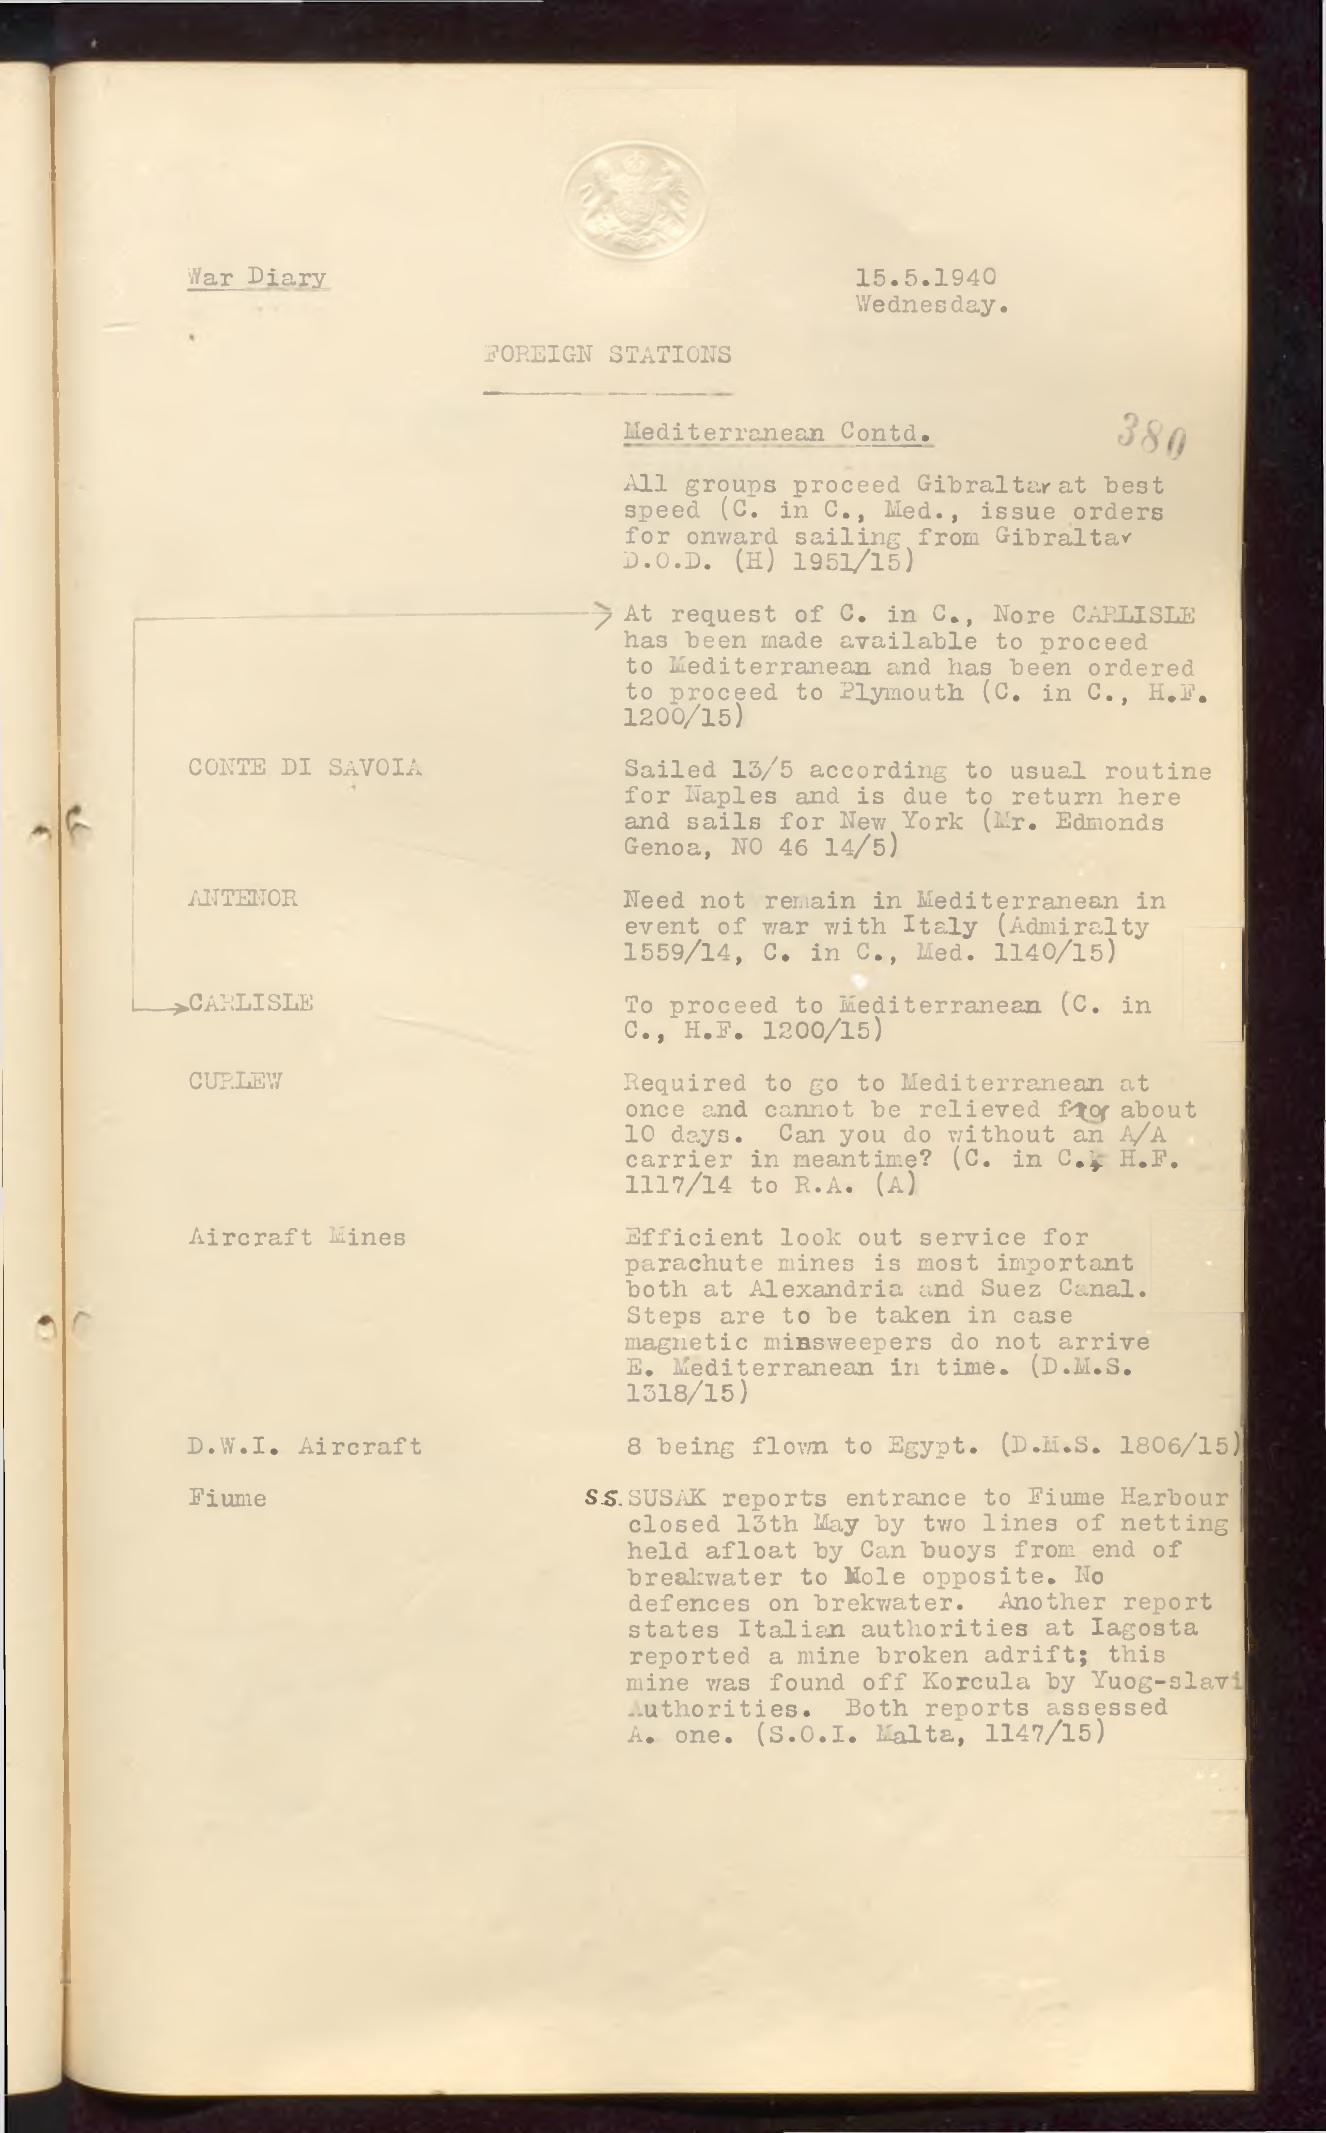 War Diary
15.5.1940
Wednesday.
FOREIGN STATIONS
Mediterranean Contd.
380
All groups proceed Gibraltar at best
speed (C. in C., Med., issue orders
for onward sailing from Gibraltar
D.O.D. (H) 1951/15)
At request of C. in C., Nore CARLISLE
has been made available to proceed
to Mediterranean and has been ordered
to proceed to Plymouth (C. in C., H.F.
1200/15)
CONTE DI SAVOIA
Sailed 13/5 according to usual routine
for Naples and is due to return here
and sails for New York (Mr. Edmonds
Genoa, NO 46 14/5)
ANTENOR
Need not remain in Mediterranean in
event of war with Italy (Admiralty
1559/14, C. in C., Med. 1140/15)
CARLISLE
To proceed to Mediterranean (C. in
C., H.F. 1200/15)
CURLEW
Required to go to Mediterranean at
once and cannot be relieved for about
10 days. Can you do without an A/A
carrier in meantime? (C. in C., H.F.
1117/14 to R.A. (A)
Aircraft Mines
Efficient look out service for
parachute mines is most important
both at Alexandria and Suez Canal.
Steps are to be taken in case
magnetic minsweepers do not arrive
E. Mediterranean in time. (D.M.S.
1318/15)
D.W.I. Aircraft
8 being flown to Egypt. (D.M.S. 1806/15)
Fiume
S.S. SUSAK reports entrance to Fiume Harbour
closed 13th May by two lines of netting
held afloat by Can buoys from end of
breakwater to Mole opposite. No
defences on brekwater. Another report
states Italian authorities at Iagosta
reported a mine broken adrift; this
mine was found off Korcula by Yuog-slavi
Authorities. Both reports assessed
A. one. (S.O.I. Malta, 1147/15)